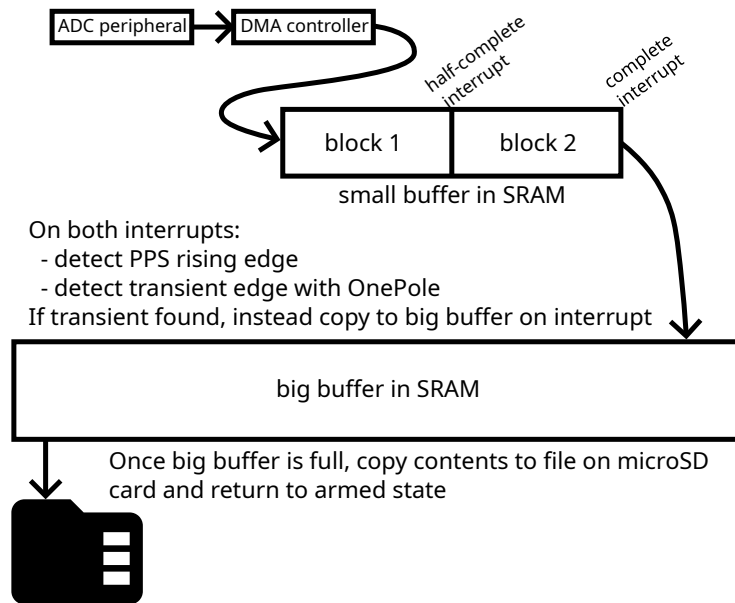 ADC peripheral
DMA controller
half-complete
interrupt
complete
interrupt
block 1
block 2
small buffer in SRAM
On both interrupts:
- detect PPS rising edge
- detect transient edge with OnePole
If transient found, instead copy to big buffer on interrupt
big buffer in SRAM
Once big buffer is full, copy contents to file on microSD
card and return to armed state